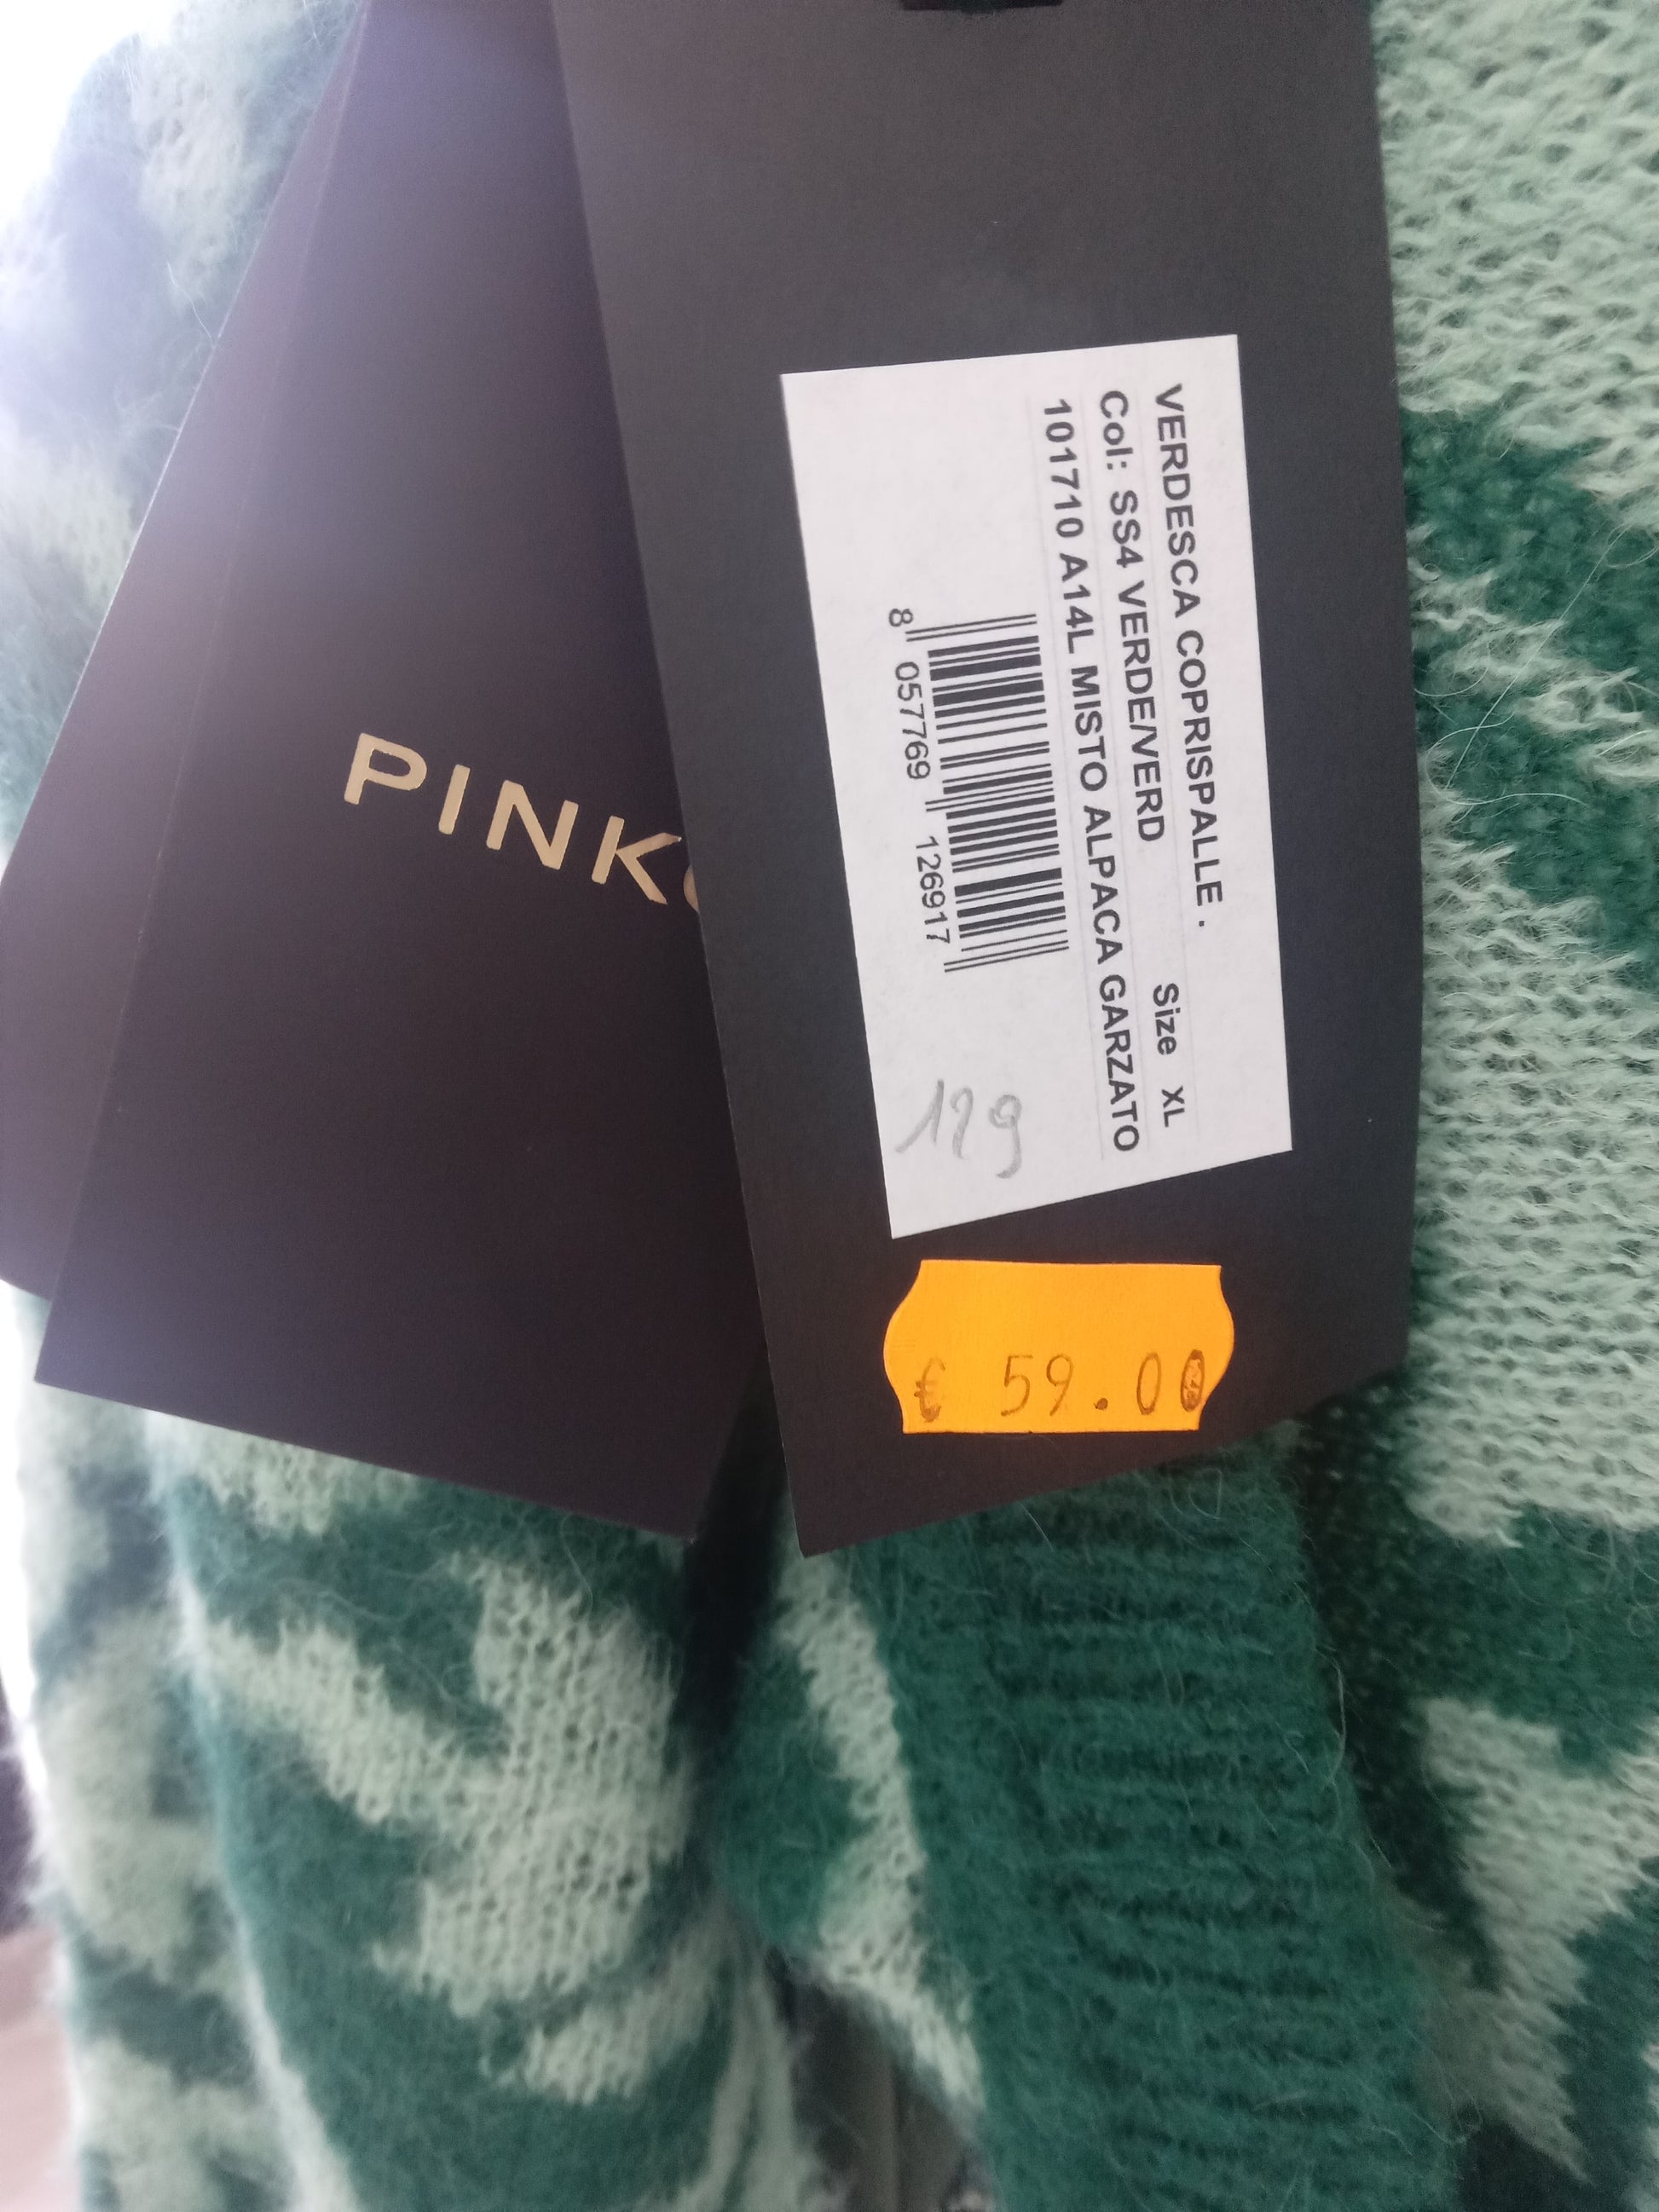 PINK
VERDESCA COPRISPALLE .
Col: SS4 VERDE/VERD Size XL
101710 A14L MISTO ALPACA GARZATO
8 057769 126917
129
€ 59.00